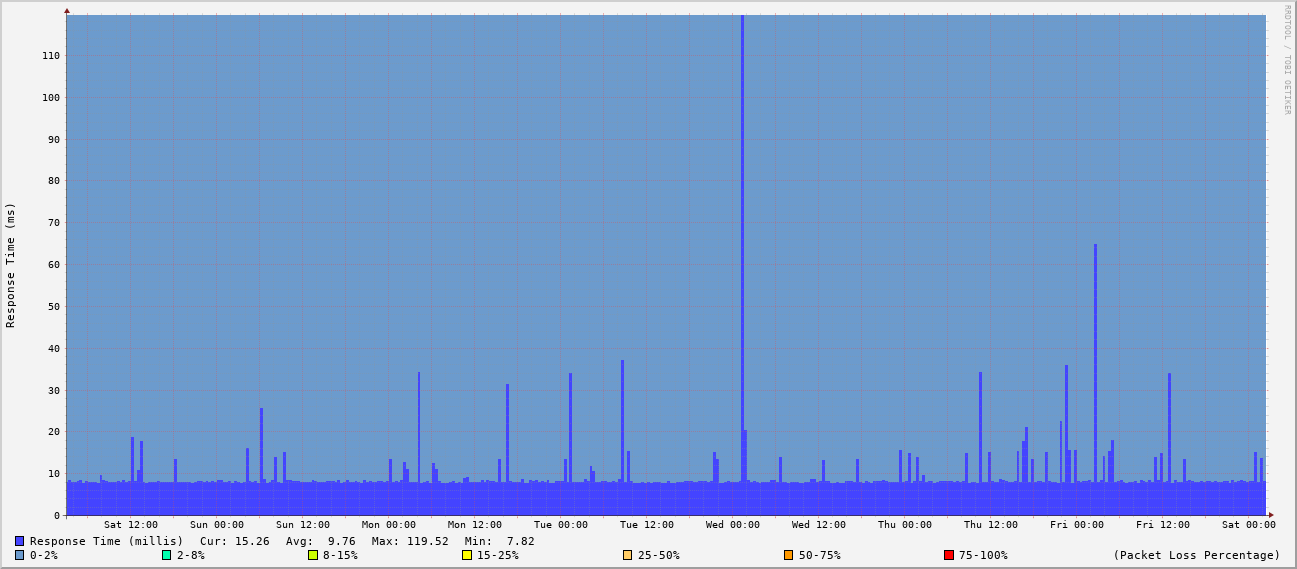 RRDTOOL / TOBI OETIKER
Response Time (ms)
110
100
90
80
70
60
50
40
30
20
10
0
Sat 12:00 Sun 00:00 Sun 12:00 Mon 00:00 Mon 12:00 Tue 00:00 Tue 12:00 Wed 00:00 Wed 12:00 Thu 00:00 Thu 12:00 Fri 00:00 Fri 12:00 Sat 00:00
Response Time (millis) Cur: 15.26 Avg: 9.76 Max: 119.52 Min: 7.82
0-2% 2-8% 8-15% 15-25% 25-50% 50-75% 75-100% (Packet Loss Percentage)